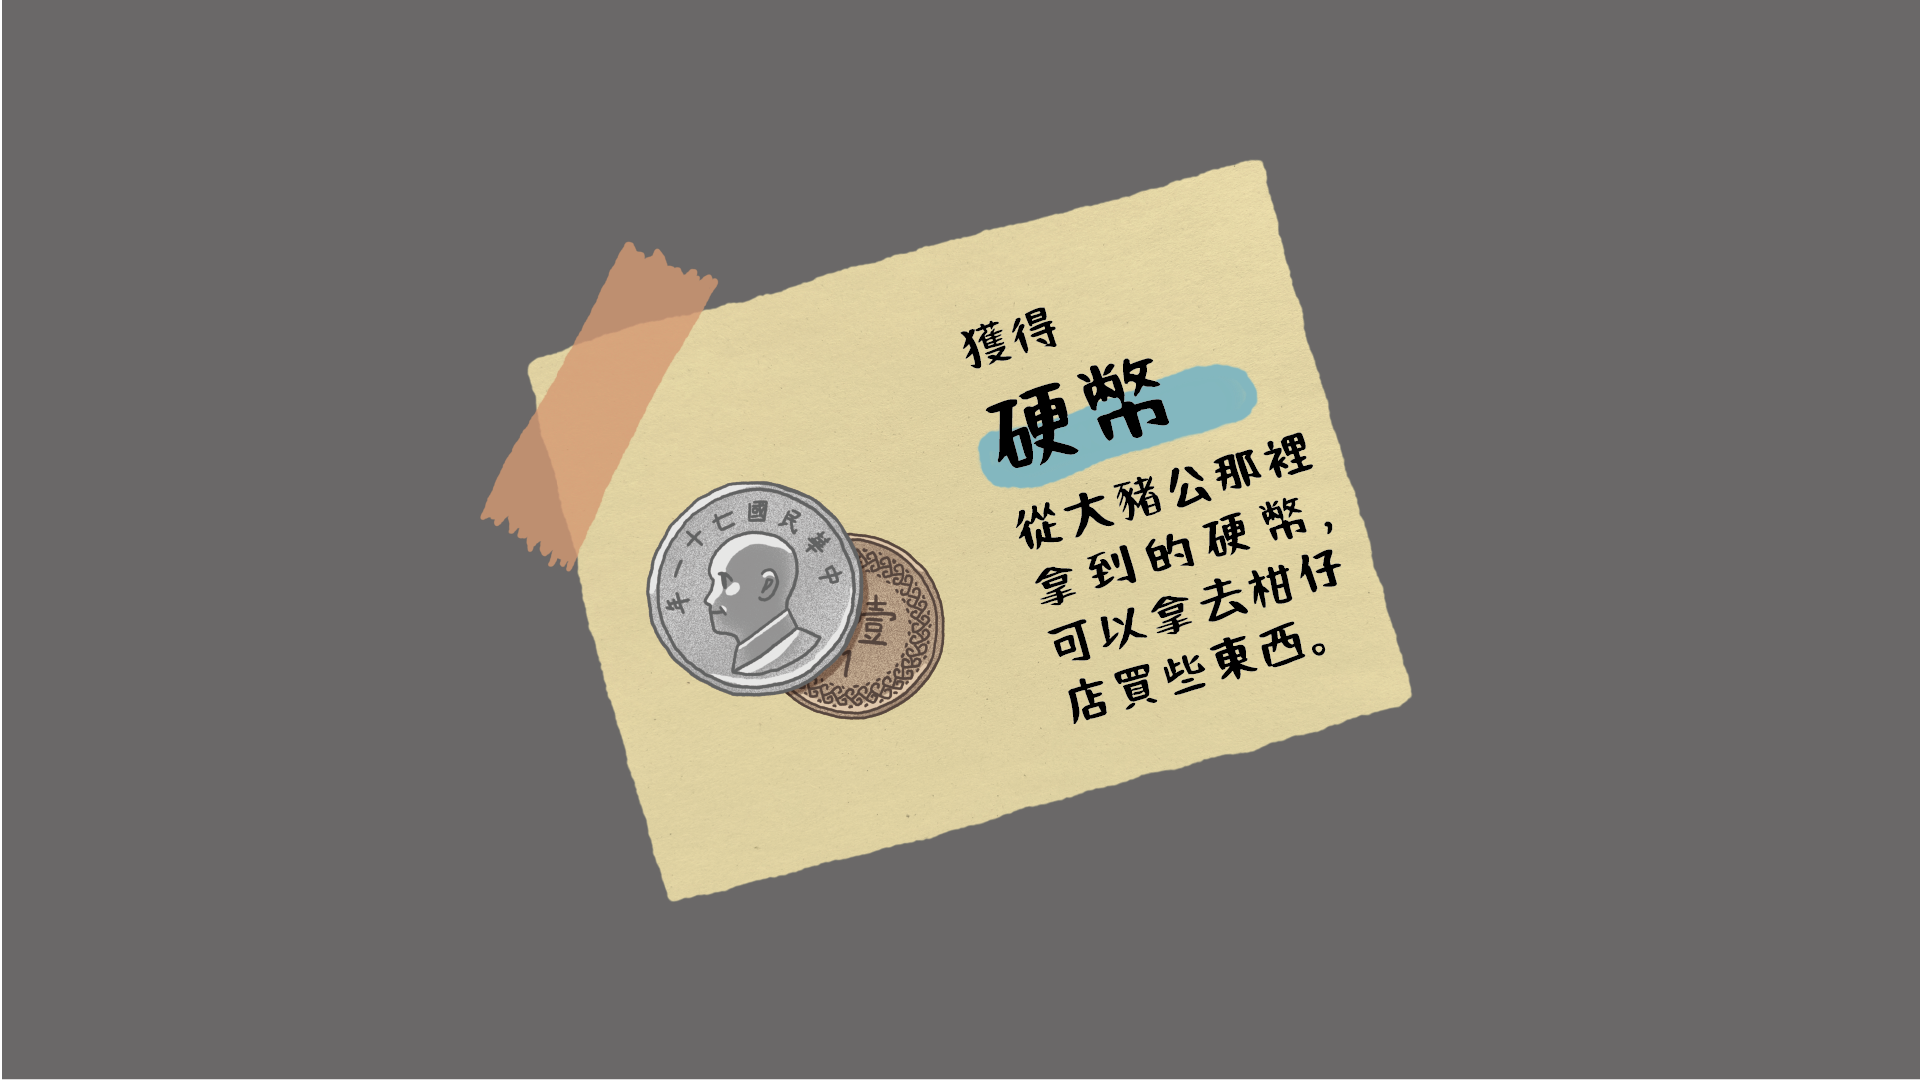 獲得
硬幣
從大豬公那裡
拿到的硬幣，
可以拿去柑仔
店買些東西。
年一十七國民華中
壹
1